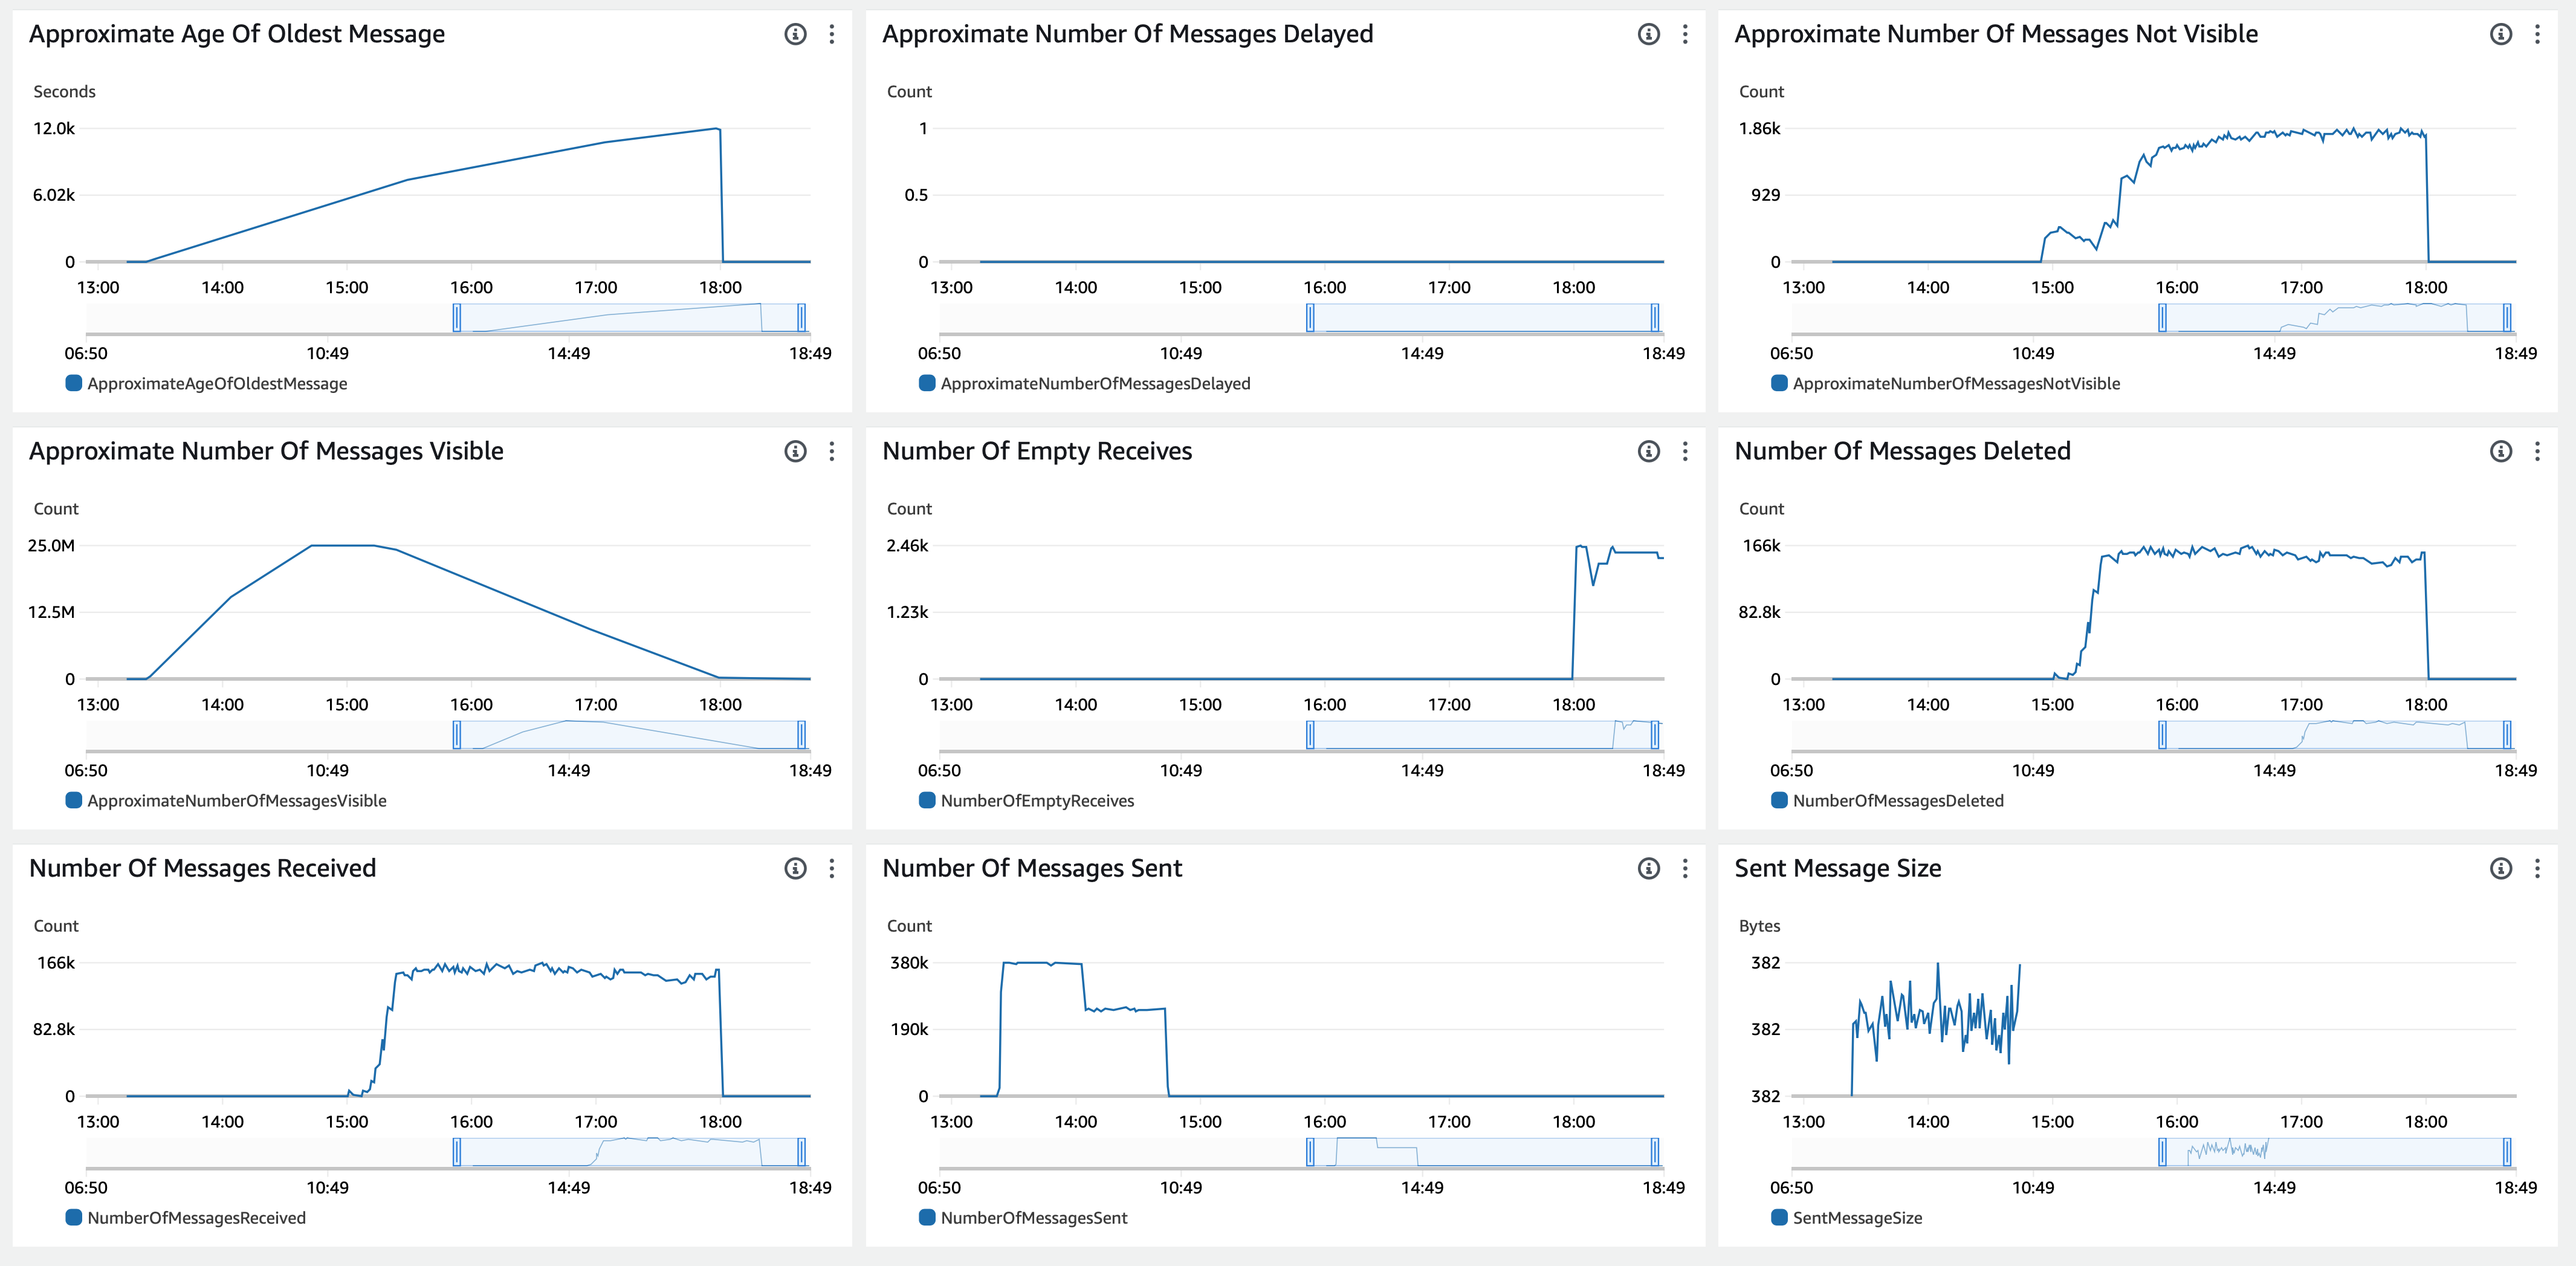 Approximate Age Of Oldest Message
Seconds
12.0k
6.02k
0
13:00 14:00 15:00 16:00 17:00 18:00
06:50 10:49 14:49 18:49
ApproximateAgeOfOldestMessage
Approximate Number Of Messages Delayed
Count
1
0.5
0
13:00 14:00 15:00 16:00 17:00 18:00
06:50 10:49 14:49 18:49
ApproximateNumberOfMessagesDelayed
Approximate Number Of Messages Not Visible
Count
1.86k
929
0
13:00 14:00 15:00 16:00 17:00 18:00
06:50 10:49 14:49 18:49
ApproximateNumberOfMessagesNotVisible
Approximate Number Of Messages Visible
Count
25.0M
12.5M
0
13:00 14:00 15:00 16:00 17:00 18:00
06:50 10:49 14:49 18:49
ApproximateNumberOfMessagesVisible
Number Of Empty Receives
Count
2.46k
1.23k
0
13:00 14:00 15:00 16:00 17:00 18:00
06:50 10:49 14:49 18:49
NumberOfEmptyReceives
Number Of Messages Deleted
Count
166k
82.8k
0
13:00 14:00 15:00 16:00 17:00 18:00
06:50 10:49 14:49 18:49
NumberOfMessagesDeleted
Number Of Messages Received
Count
166k
82.8k
0
13:00 14:00 15:00 16:00 17:00 18:00
06:50 10:49 14:49 18:49
NumberOfMessagesReceived
Number Of Messages Sent
Count
380k
190k
0
13:00 14:00 15:00 16:00 17:00 18:00
06:50 10:49 14:49 18:49
NumberOfMessagesSent
Sent Message Size
Bytes
382
382
382
13:00 14:00 15:00 16:00 17:00 18:00
06:50 10:49 14:49 18:49
SentMessageSize